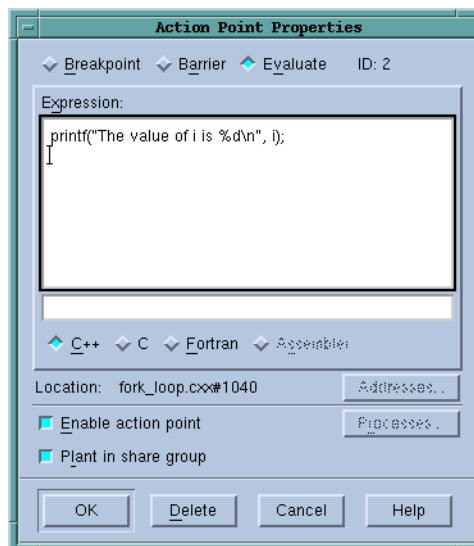 Action Point Properties
Breakpoint Barrier Evaluate ID: 2
Expression:
printf("The value of i is %d\n", i);
C++ C Fortran Assembler
Location: fork_loop.cxx#1040 Addresses...
Enable action point Processes...
Plant in share group
OK Delete Cancel Help